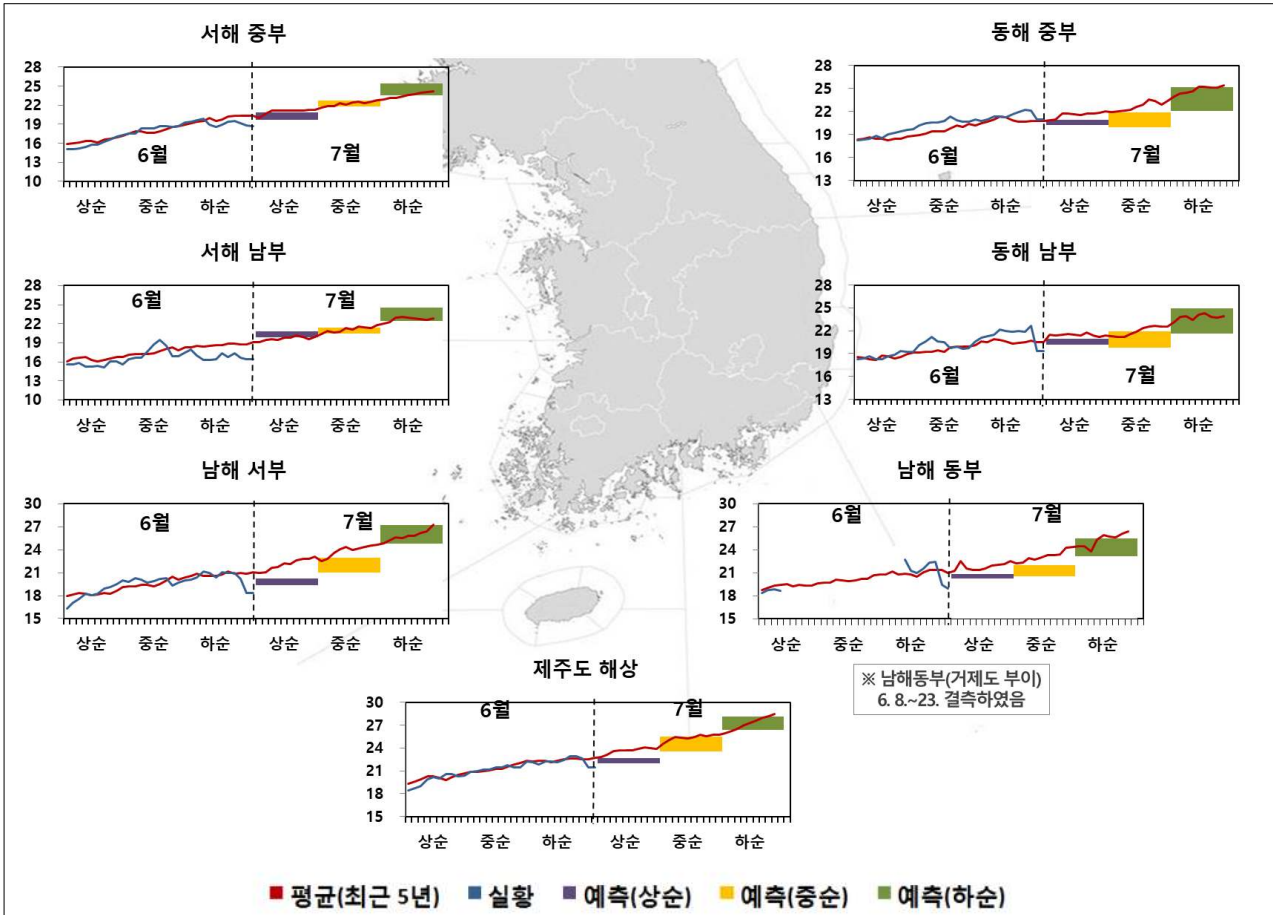 서해 중부
28
25
22
19
16
13
10
6월
7월
상순 중순 하순 상순 중순 하순
동해 중부
28
25
22
19
16
13
6월
7월
상순 중순 하순 상순 중순 하순
서해 남부
28
25
22
19
16
13
10
6월
7월
상순 중순 하순 상순 중순 하순
동해 남부
28
25
22
19
16
13
6월
7월
상순 중순 하순 상순 중순 하순
남해 서부
30
27
24
21
18
15
6월
7월
상순 중순 하순 상순 중순 하순
남해 동부
30
27
24
21
18
15
6월
7월
상순 중순 하순 상순 중순 하순
※ 남해동부(거제도 부이)
6. 8.~23. 결측하였음
제주도 해상
30
27
24
21
18
15
6월
7월
상순 중순 하순 상순 중순 하순
평균(최근 5년) 실황 예측(상순) 예측(중순) 예측(하순)